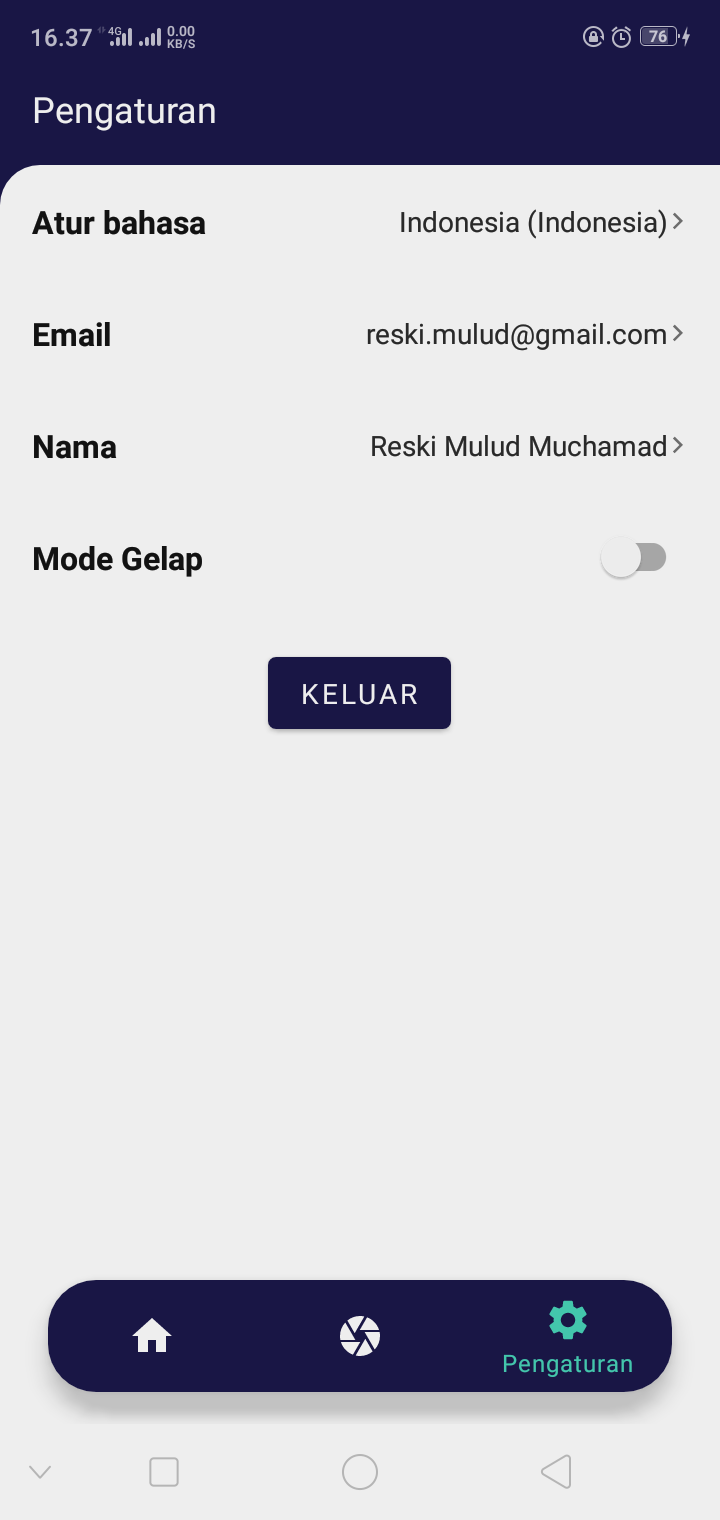 16.37 4G 0.00 KB/S 76
Pengaturan
Atur bahasa Indonesia (Indonesia)
Email reski.mulud@gmail.com
Nama Reski Mulud Muchamad
Mode Gelap
KELUAR
Pengaturan